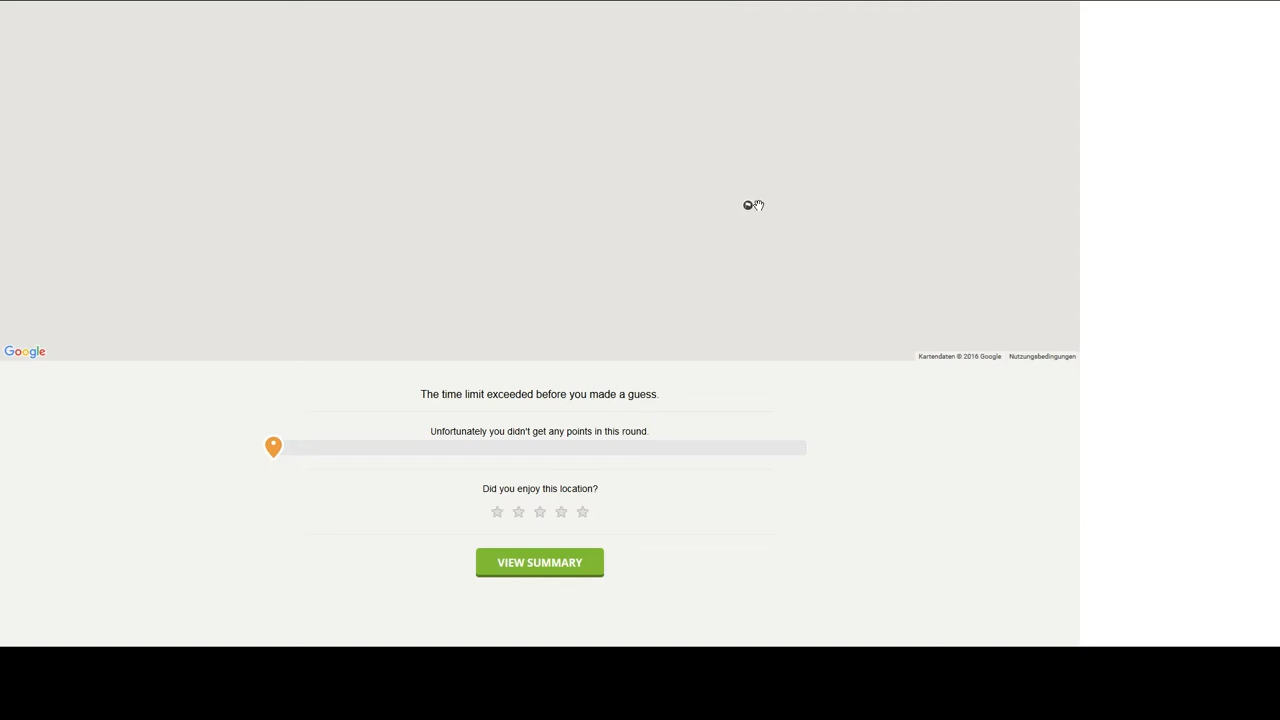 Google
Kartendaten © 2016 Google Nutzungsbedingungen
The time limit exceeded before you made a guess.
Unfortunately you didn't get any points in this round.
Did you enjoy this location?
VIEW SUMMARY